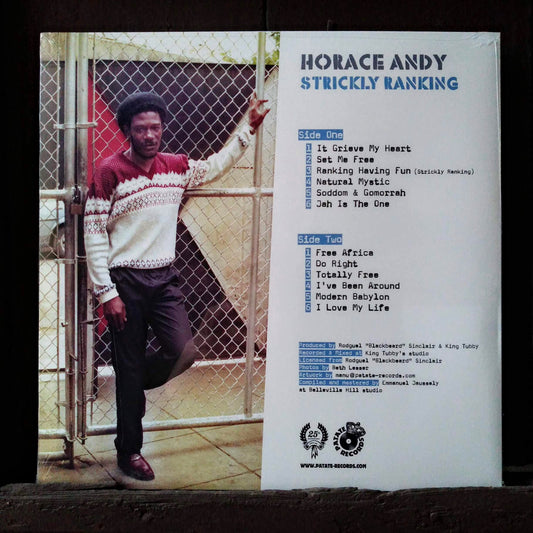 HORACE ANDY
STRICKLY RANKING
Side One
1 It Grieve My Heart
2 Set Me Free
3 Ranking Having Fun (Strickly Ranking)
4 Natural Mystic
5 Soddom & Gomorrah
6 Jah Is The One
Side Two
1 Free Africa
2 Do Right
3 Totally Free
4 I've Been Around
5 Modern Babylon
6 I Love My Life
Produced by Rodguel "Blackbeard" Sinclair & King Tubby
Recorded & Mixed at King Tubby's studio
Licensed from Rodguel "Blackbeard" Sinclair
Photos by Beth Lesser
Artwork by menu@patate-records.com
Compiled and mastered by Emmanuel Jaussely
at Belleville Hill studio
25
PATATE RECORDS
WWW.PATATE-RECORDS.COM